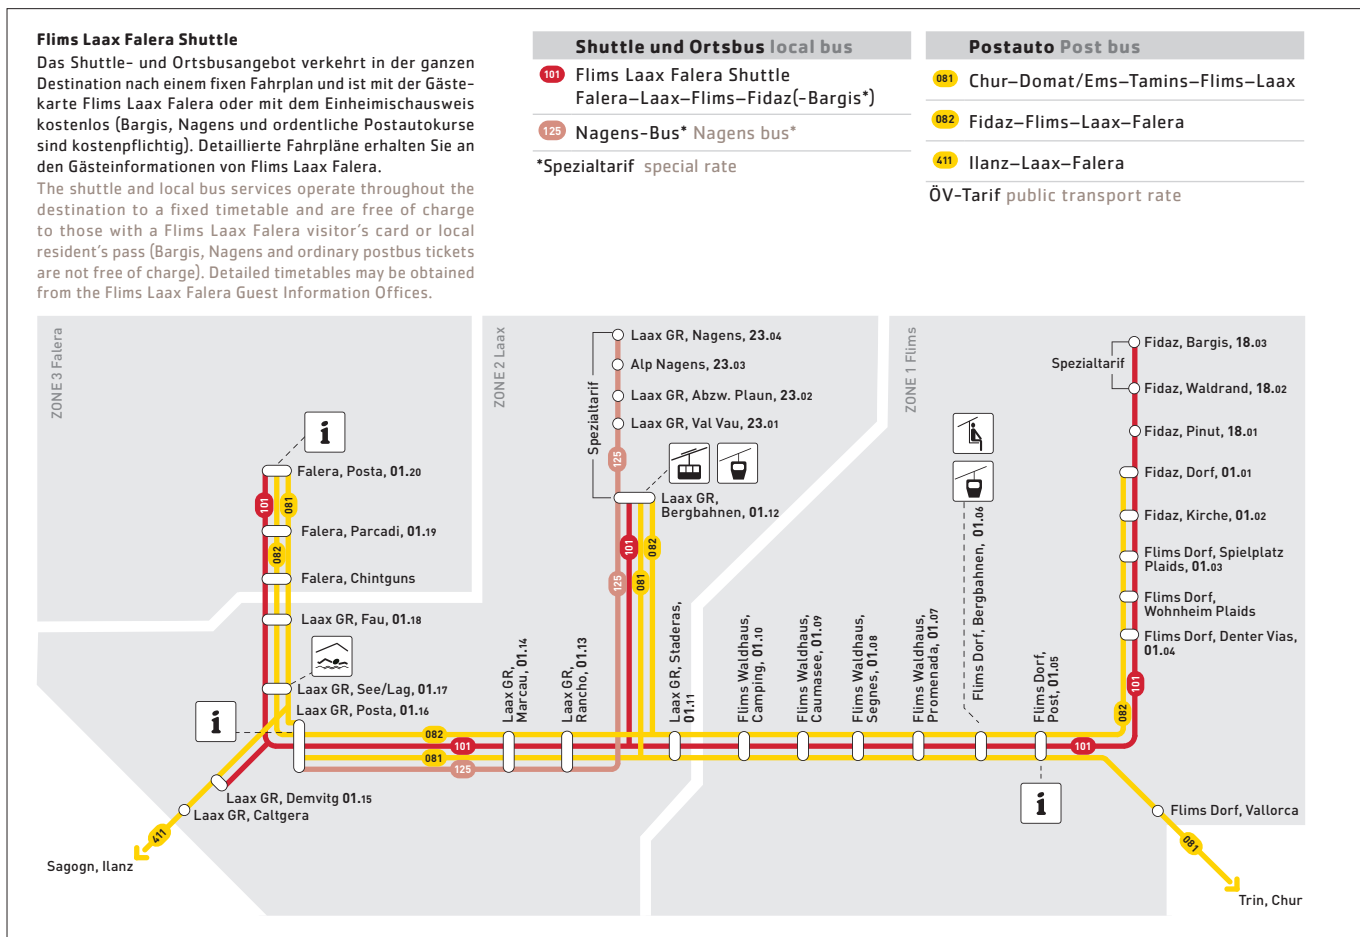 Flims Laax Falera Shuttle
Das Shuttle- und Ortsbusangebot verkehrt in der ganzen
Destination nach einem fixen Fahrplan und ist mit der Gäste-
karte Flims Laax Falera oder mit dem Einheimischausweis
kostenlos (Bargis, Nagens und ordentliche Postautokurse
sind kostenpflichtig). Detaillierte Fahrpläne erhalten Sie an
den Gästeinformationen von Flims Laax Falera.
The shuttle and local bus services operate throughout the
destination to a fixed timetable and are free of charge
to those with a Flims Laax Falera visitor's card or local
resident's pass (Bargis, Nagens and ordinary postbus tickets
are not free of charge). Detailed timetables may be obtained
from the Flims Laax Falera Guest Information Offices.
Shuttle und Ortsbus local bus
101 Flims Laax Falera Shuttle
Falera–Laax–Flims–Fidaz(-Bargis*)
125 Nagens-Bus* Nagens bus*
*Spezialtarif special rate
Postauto Post bus
081 Chur–Domat/Ems–Tamins–Flims–Laax
082 Fidaz–Flims–Laax–Falera
411 Ilanz–Laax–Falera
ÖV-Tarif public transport rate
ZONE 3 Falera
i
Falera, Posta, 01.20
101
081
Falera, Parcadi, 01.19
082
Falera, Chintguns
Laax GR, Fau, 01.18
Laax GR, See/Lag, 01.17
Laax GR, Posta, 01.16
i
Laax GR, Demvitg 01.15
Laax GR, Caltgera
411
Sagogn, Ilanz
ZONE 2 Laax
Spezialtarif
Laax GR, Nagens, 23.04
Alp Nagens, 23.03
Laax GR, Abzw. Plaun, 23.02
Laax GR, Val Vau, 23.01
125
Laax GR,
Bergbahnen, 01.12
101
082
125
081
082
101
081
125
Laax GR,
Marcau, 01.14
Laax GR,
Rancho, 01.13
Laax GR, Staderas,
01.11
ZONE 1 Flims
Flims Waldhaus,
Camping, 01.10
Flims Waldhaus,
Caumasee, 01.09
Flims Waldhaus,
Segnes, 01.08
Flims Waldhaus,
Promenada, 01.07
Flims Dorf, Bergbahnen, 01.06
Flims Dorf,
Post, 01.05
i
101
082
101
Spezialtarif
Fidaz, Bargis, 18.03
Fidaz, Waldrand, 18.02
Fidaz, Pinut, 18.01
Fidaz, Dorf, 01.01
Fidaz, Kirche, 01.02
Flims Dorf, Spielplatz
Plaids, 01.03
Flims Dorf,
Wohnheim Plaids
Flims Dorf, Denter Vias,
01.04
Flims Dorf, Vallorca
081
Trin, Chur